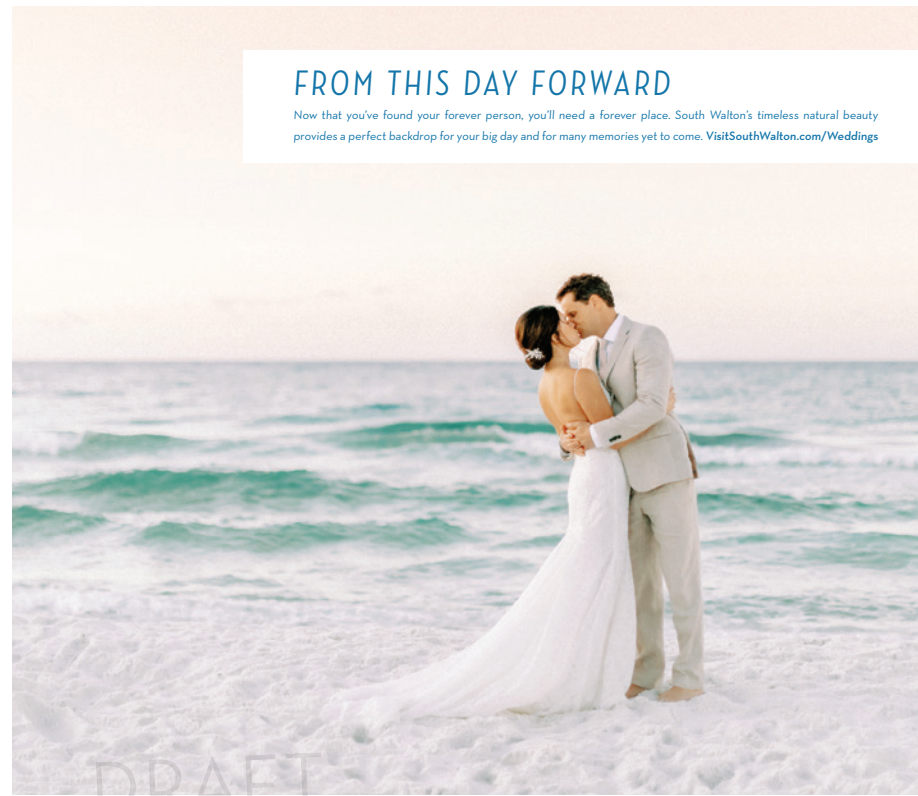 FROM THIS DAY FORWARD
Now that you've found your forever person, you'll need a forever place. South Walton's timeless natural beauty
provides a perfect backdrop for your big day and for many memories yet to come. VisitSouthWalton.com/Weddings
DRAFT